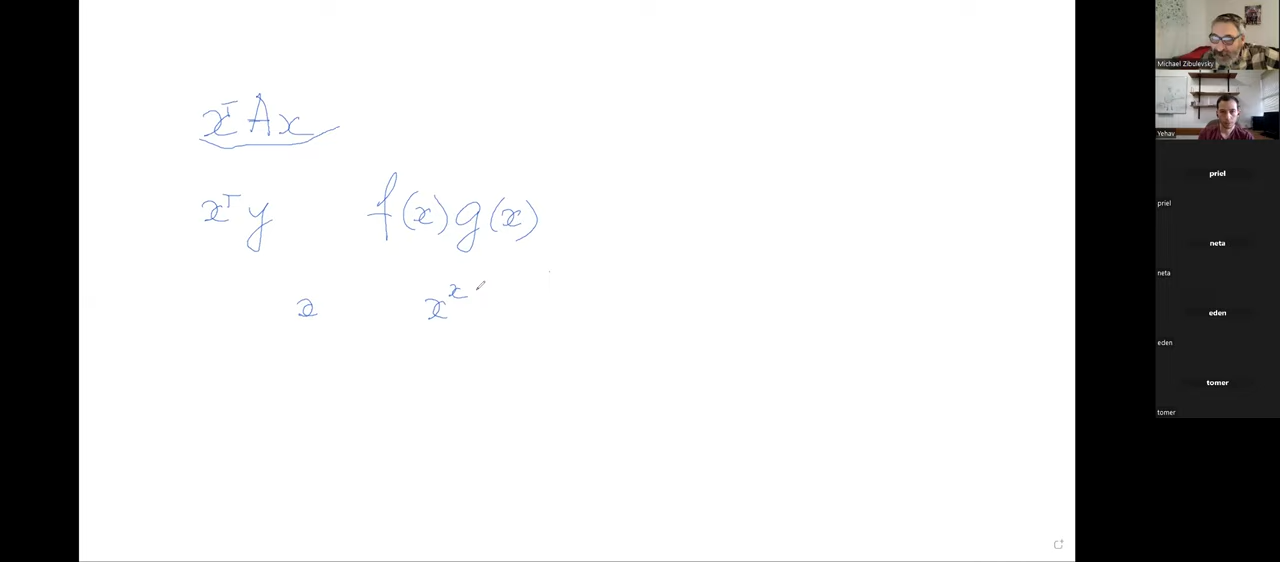 xᵀAx
xᵀy f(x)g(x)
x xˣ
Michael Zibulevsky
Yehav
priel
priel
neta
neta
eden
eden
tomer
tomer